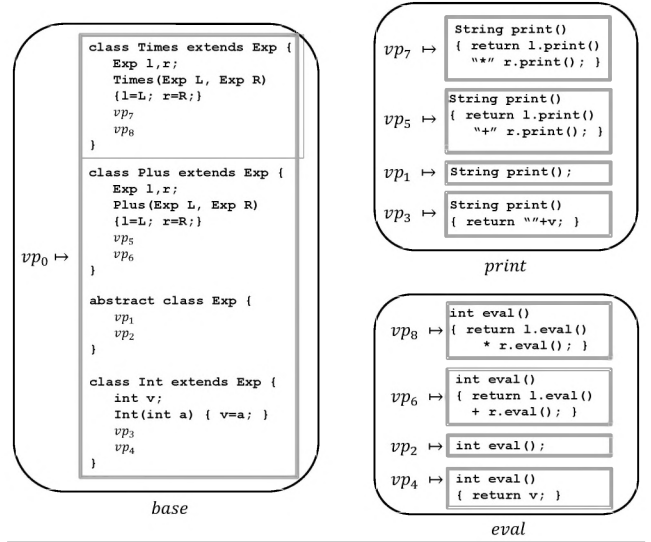 class Times extends Exp {
Exp l,r;
Times(Exp L, Exp R)
{l=L; r=R;}
vp7
vp8
}
class Plus extends Exp {
Exp l,r;
Plus(Exp L, Exp R)
{l=L; r=R;}
vp5
vp6
}
vp0 ↦
abstract class Exp {
vp1
vp2
}
class Int extends Exp {
int v;
Int(int a) { v=a; }
vp3
vp4
}
base
vp7 ↦
String print()
{ return l.print()
“*” r.print(); }
vp5 ↦
String print()
{ return l.print()
“+” r.print(); }
vp1 ↦ String print();
vp3 ↦
String print()
{ return “”+v; }
print
vp8 ↦
int eval()
{ return l.eval()
* r.eval(); }
vp6 ↦
int eval()
{ return l.eval()
+ r.eval(); }
vp2 ↦ int eval();
vp4 ↦
int eval()
{ return v; }
eval